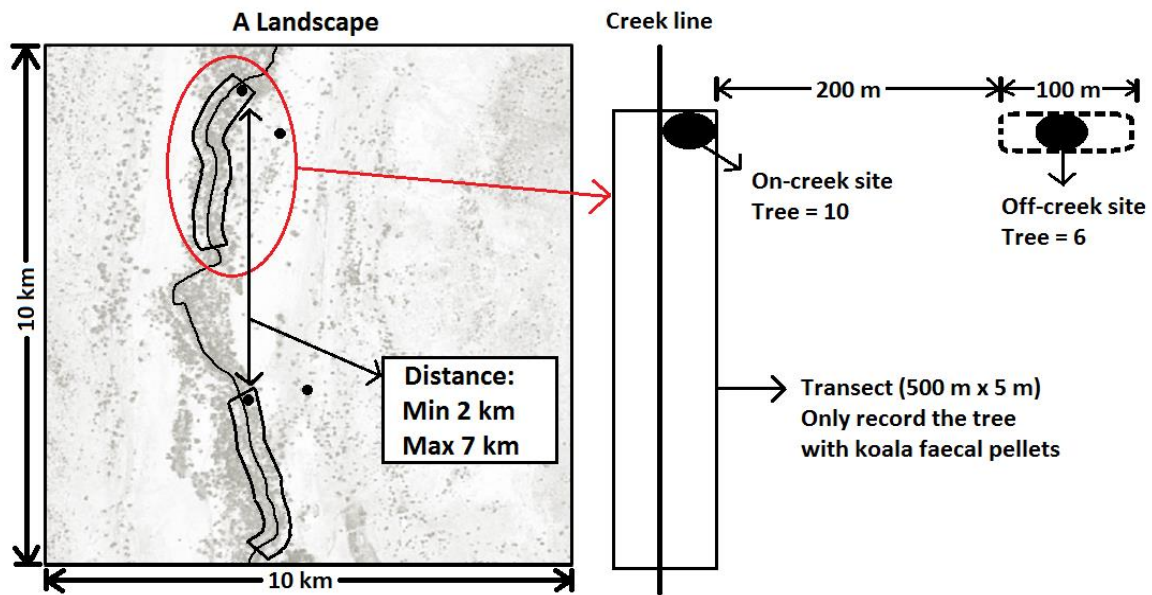 A Landscape
10 km
10 km
Distance:
Min 2 km
Max 7 km
Creek line
200 m
100 m
On-creek site
Tree = 10
Off-creek site
Tree = 6
Transect (500 m x 5 m)
Only record the tree
with koala faecal pellets